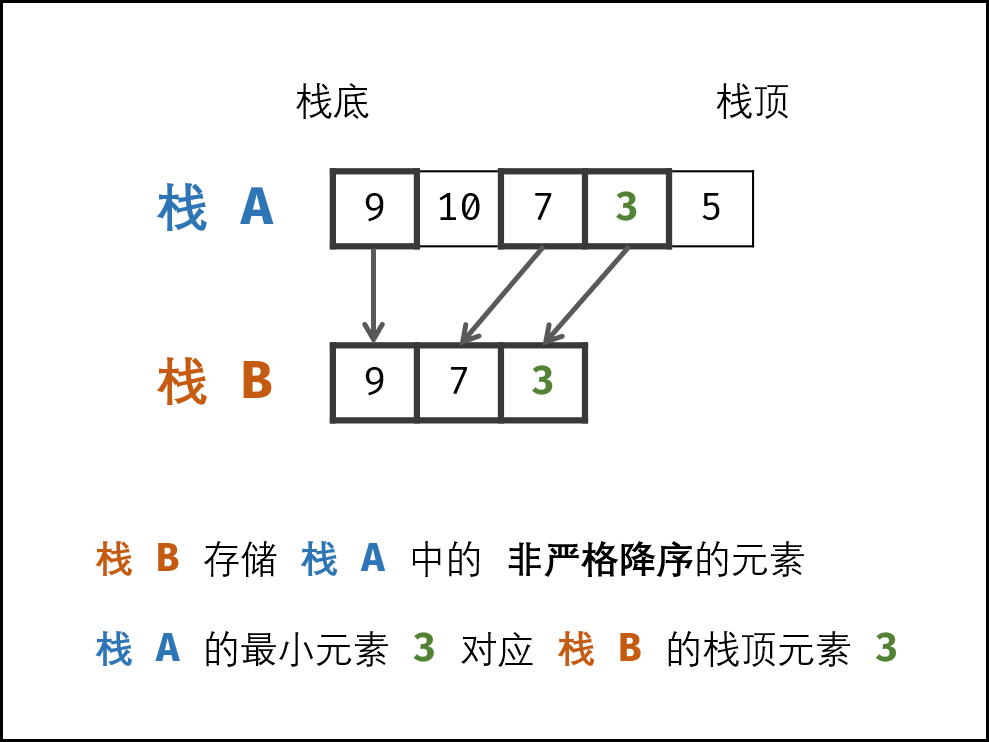 栈底 栈顶
栈 A 9 10 7 3 5
栈 B 9 7 3
栈 B 存储 栈 A 中的 非严格降序的元素
栈 A 的最小元素 3 对应 栈 B 的栈顶元素 3